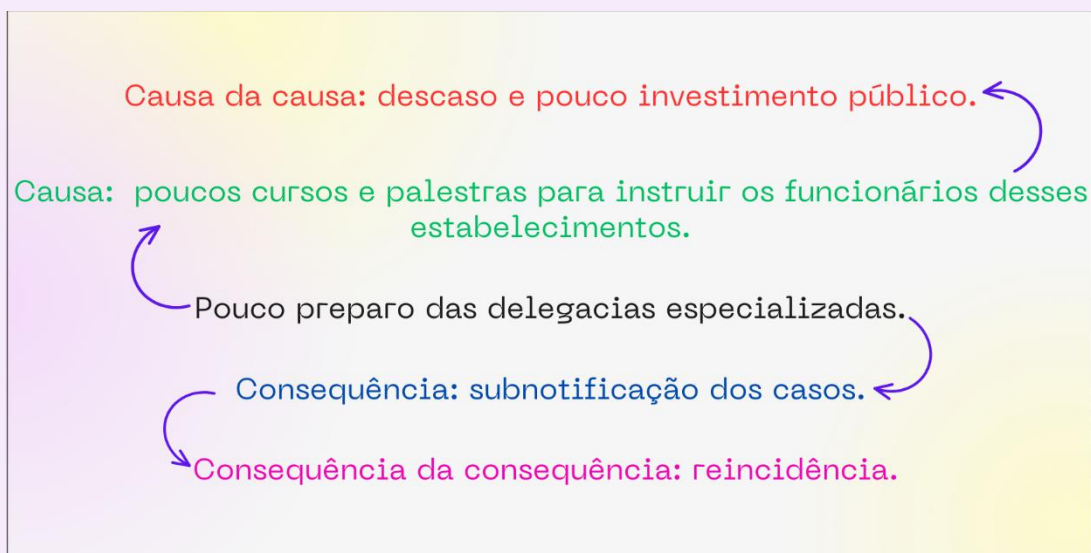 Causa da causa: descaso e pouco investimento público.
Causa: poucos cursos e palestras para instruir os funcionários desses
estabelecimentos.
Pouco preparo das delegacias especializadas.
Consequência: subnotificação dos casos.
Consequência da consequência: reincidência.